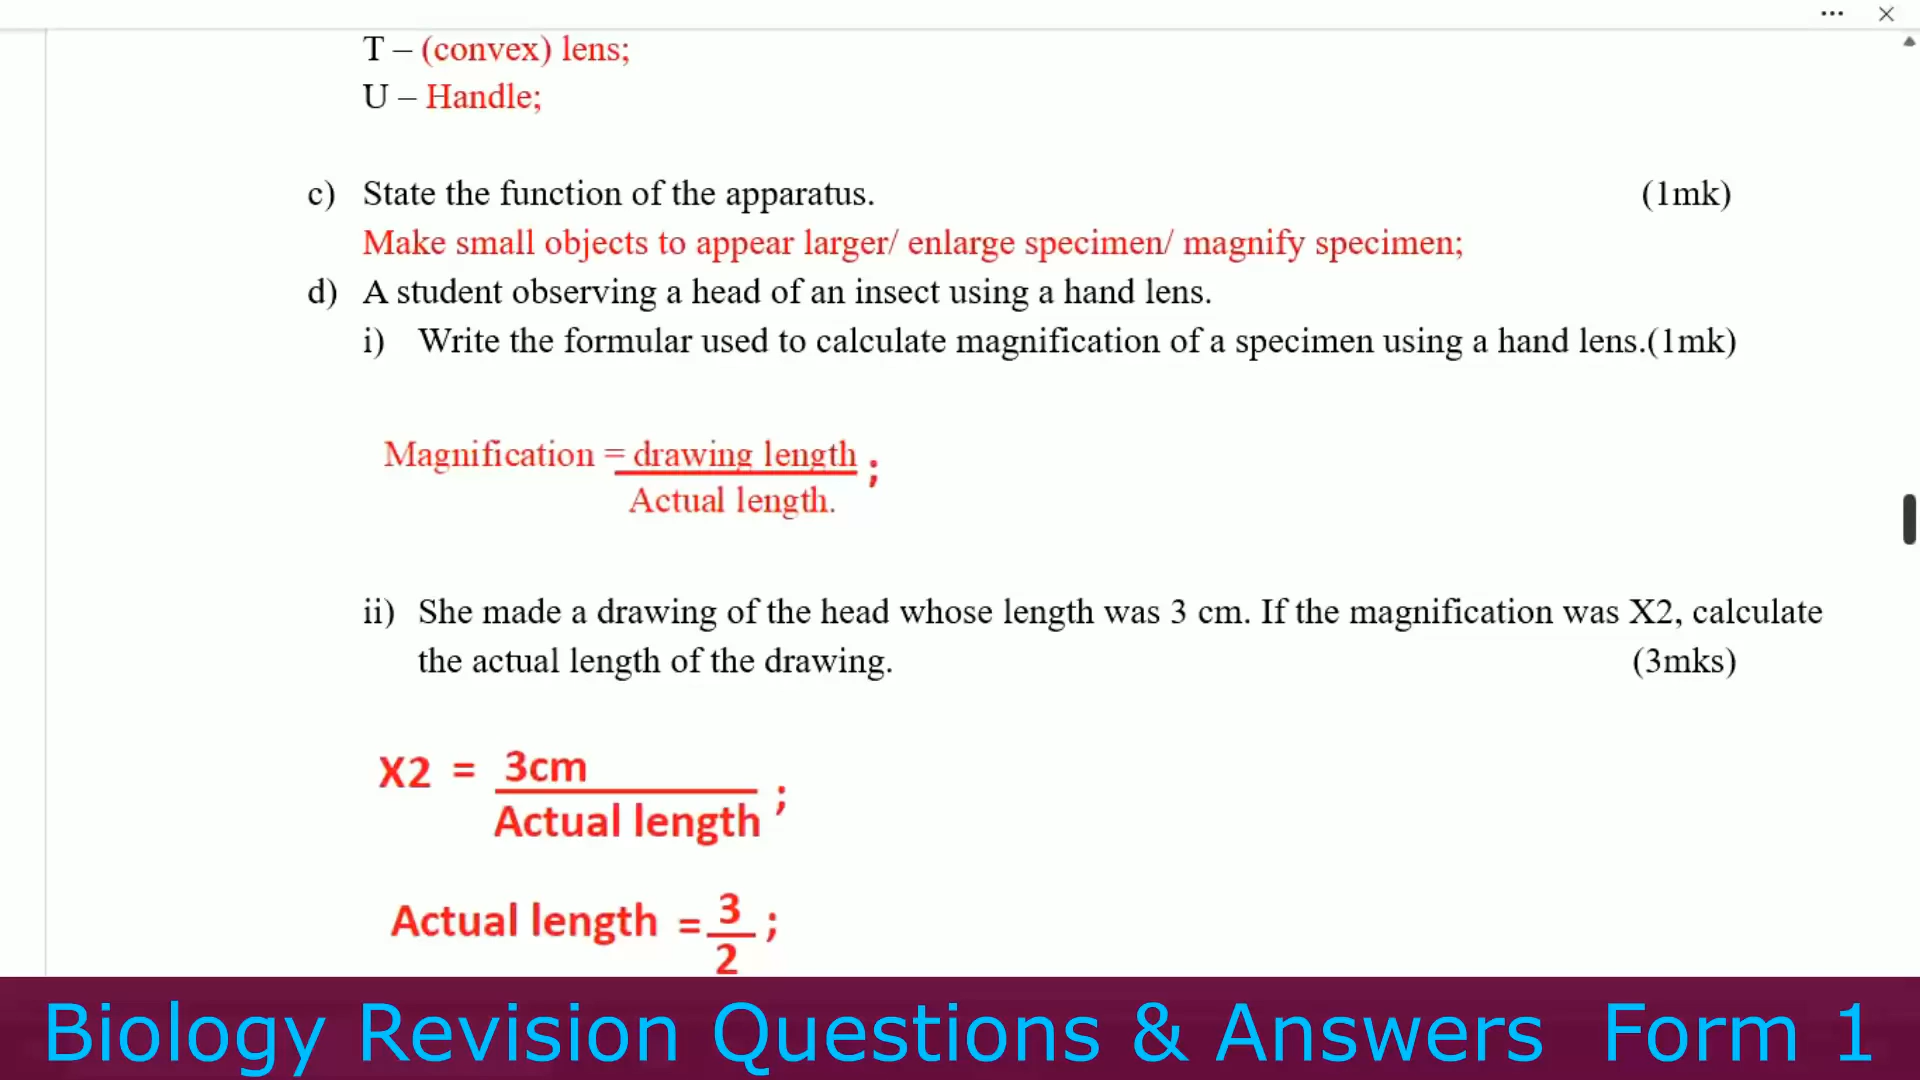 T – (convex) lens;
U – Handle;
c) State the function of the apparatus. (1mk)
Make small objects to appear larger/ enlarge specimen/ magnify specimen;
d) A student observing a head of an insect using a hand lens.
i) Write the formular used to calculate magnification of a specimen using a hand lens.(1mk)
Magnification = drawing length ;
Actual length.
ii) She made a drawing of the head whose length was 3 cm. If the magnification was X2, calculate
the actual length of the drawing. (3mks)
X2 = 3cm ;
Actual length
Actual length = 3 ;
2
Biology Revision Questions & Answers Form 1